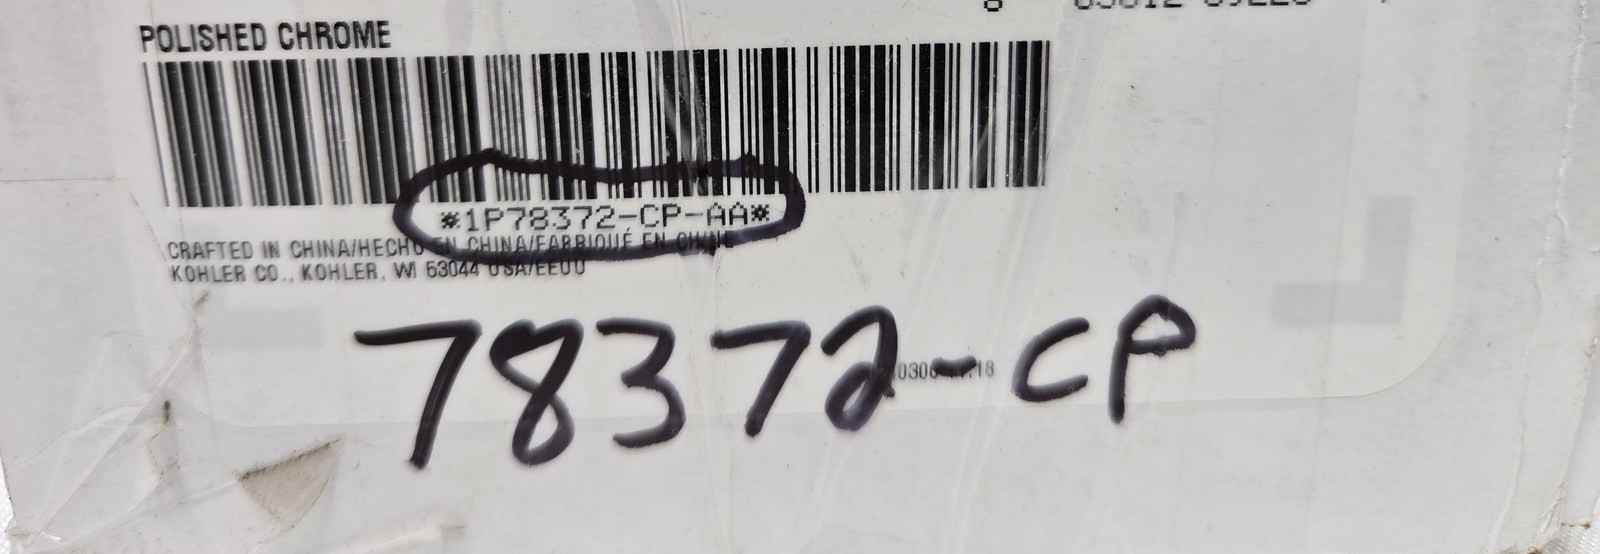 POLISHED CHROME
*1P78372-CP-AA*
CRAFTED IN CHINA/HECHO EN CHINA/FABRIQUÉ EN CHINE
KOHLER CO., KOHLER, WI 53044 USA/EEUU
78372-CP